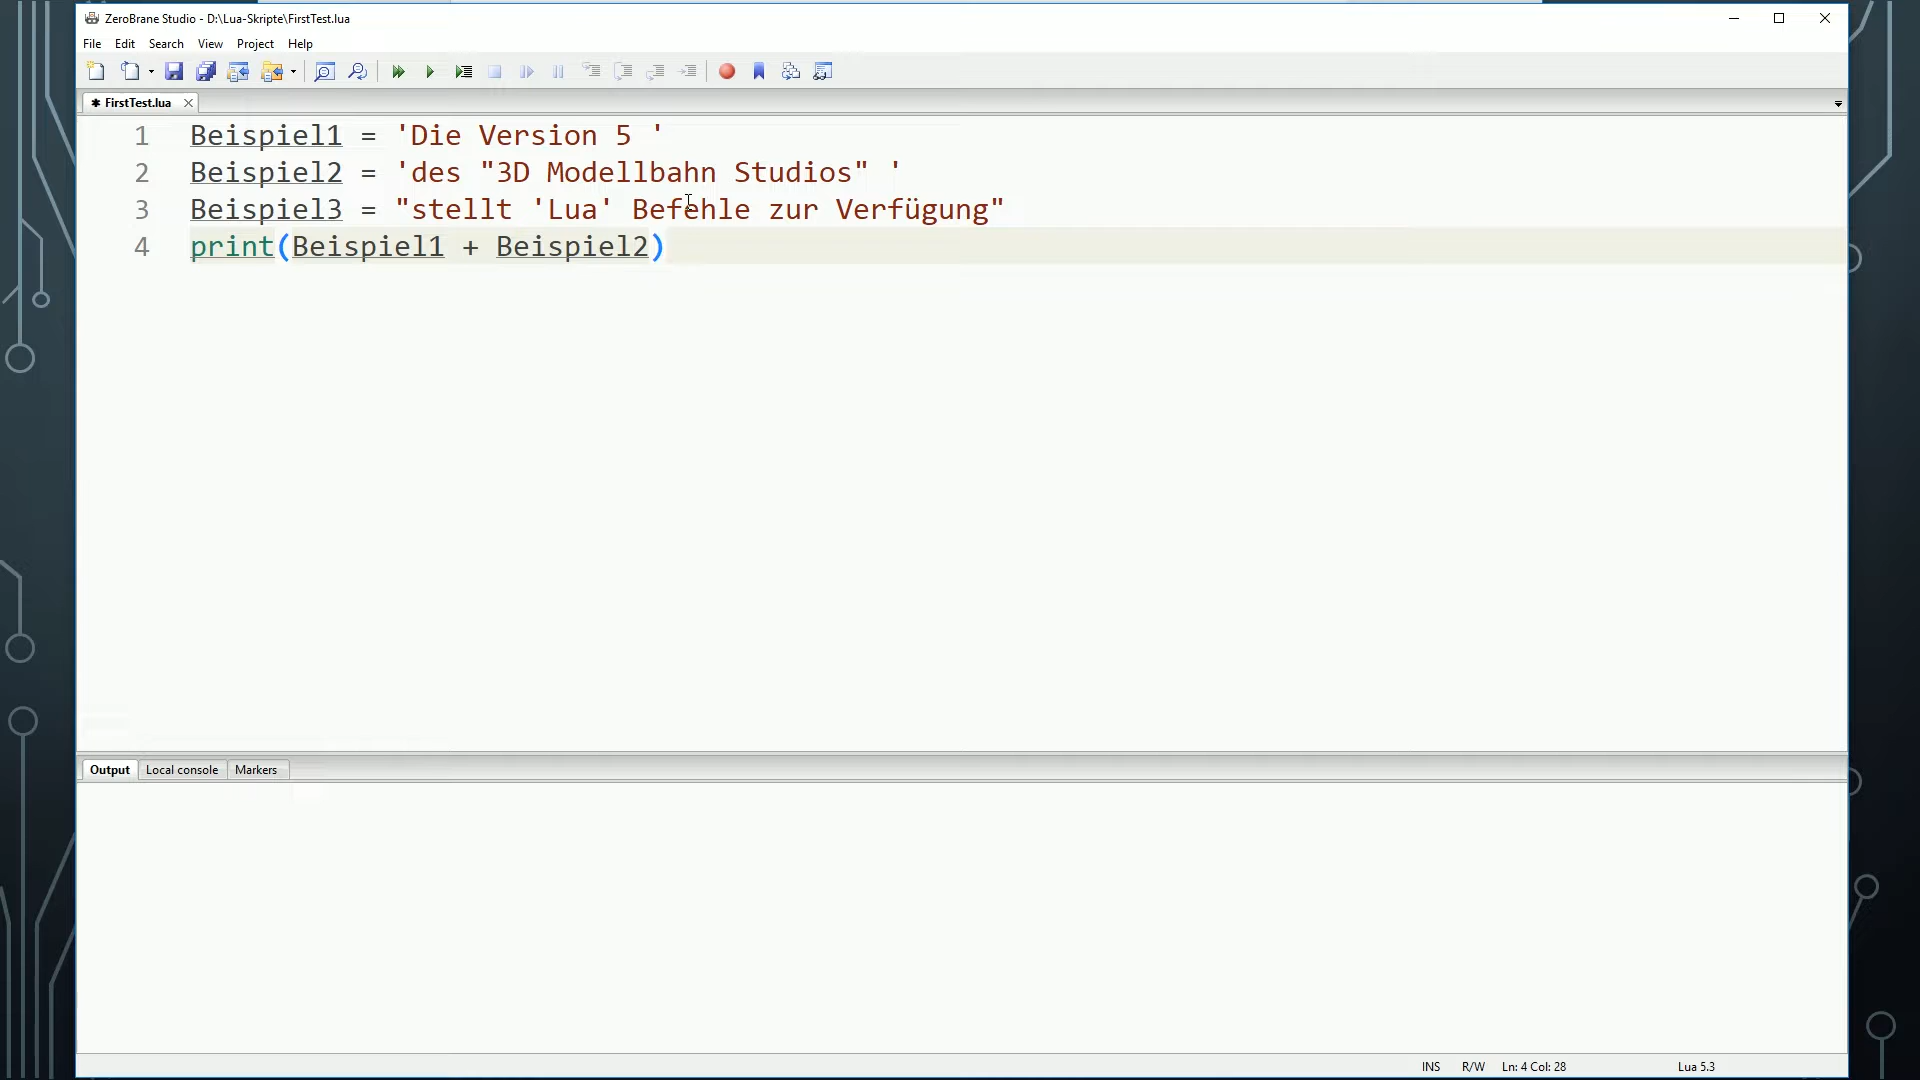 ZeroBrane Studio - D:\Lua-Skripte\FirstTest.lua
File Edit Search View Project Help
✱ FirstTest.lua
1 Beispiel1 = 'Die Version 5 '
2 Beispiel2 = 'des "3D Modellbahn Studios" '
3 Beispiel3 = "stellt 'Lua' Befehle zur Verfügung"
4 print(Beispiel1 + Beispiel2)
Output Local console Markers
INS R/W Ln: 4 Col: 28 Lua 5.3